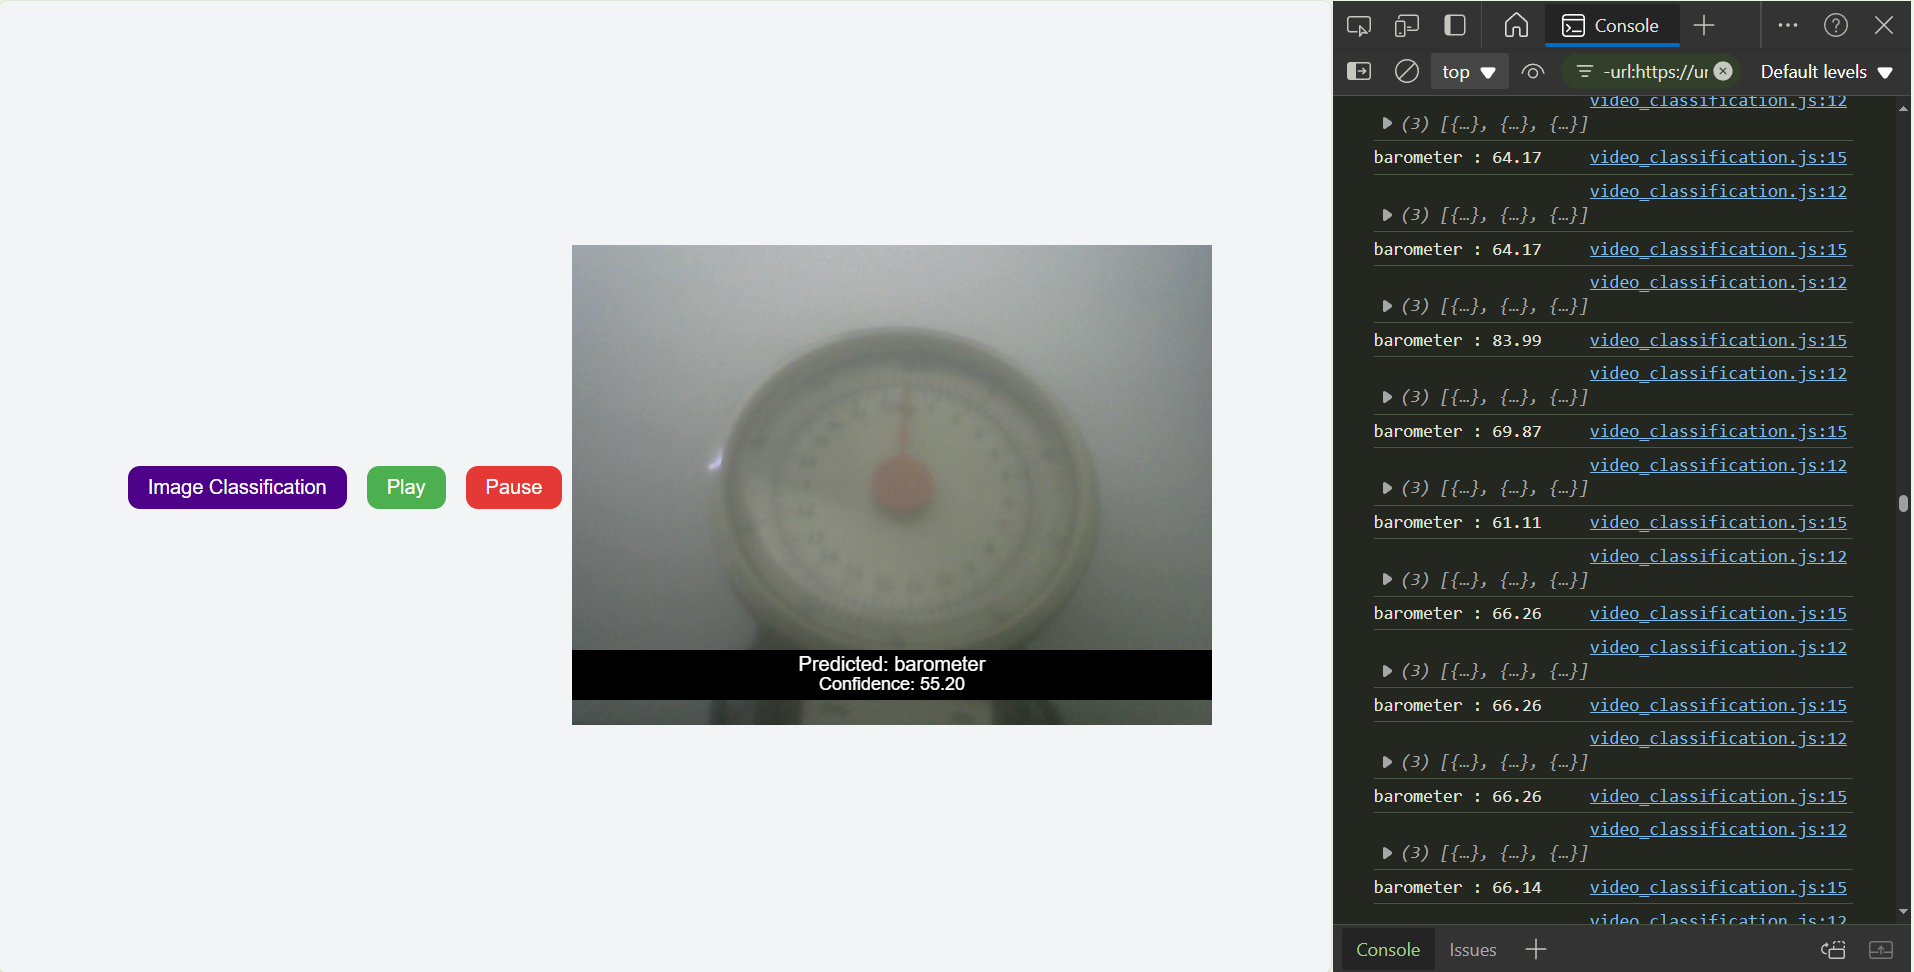 Image Classification
Play
Pause
Predicted: barometer
Confidence: 55.20
Console
top
-url:https://ur
Default levels
video_classification.js:12
(3) [{…}, {…}, {…}]
barometer : 64.17 video_classification.js:15
video_classification.js:12
(3) [{…}, {…}, {…}]
barometer : 64.17 video_classification.js:15
video_classification.js:12
(3) [{…}, {…}, {…}]
barometer : 83.99 video_classification.js:15
video_classification.js:12
(3) [{…}, {…}, {…}]
barometer : 69.87 video_classification.js:15
video_classification.js:12
(3) [{…}, {…}, {…}]
barometer : 61.11 video_classification.js:15
video_classification.js:12
(3) [{…}, {…}, {…}]
barometer : 66.26 video_classification.js:15
video_classification.js:12
(3) [{…}, {…}, {…}]
barometer : 66.26 video_classification.js:15
video_classification.js:12
(3) [{…}, {…}, {…}]
barometer : 66.26 video_classification.js:15
video_classification.js:12
(3) [{…}, {…}, {…}]
barometer : 66.14 video_classification.js:15
video_classification.js:12
Console
Issues